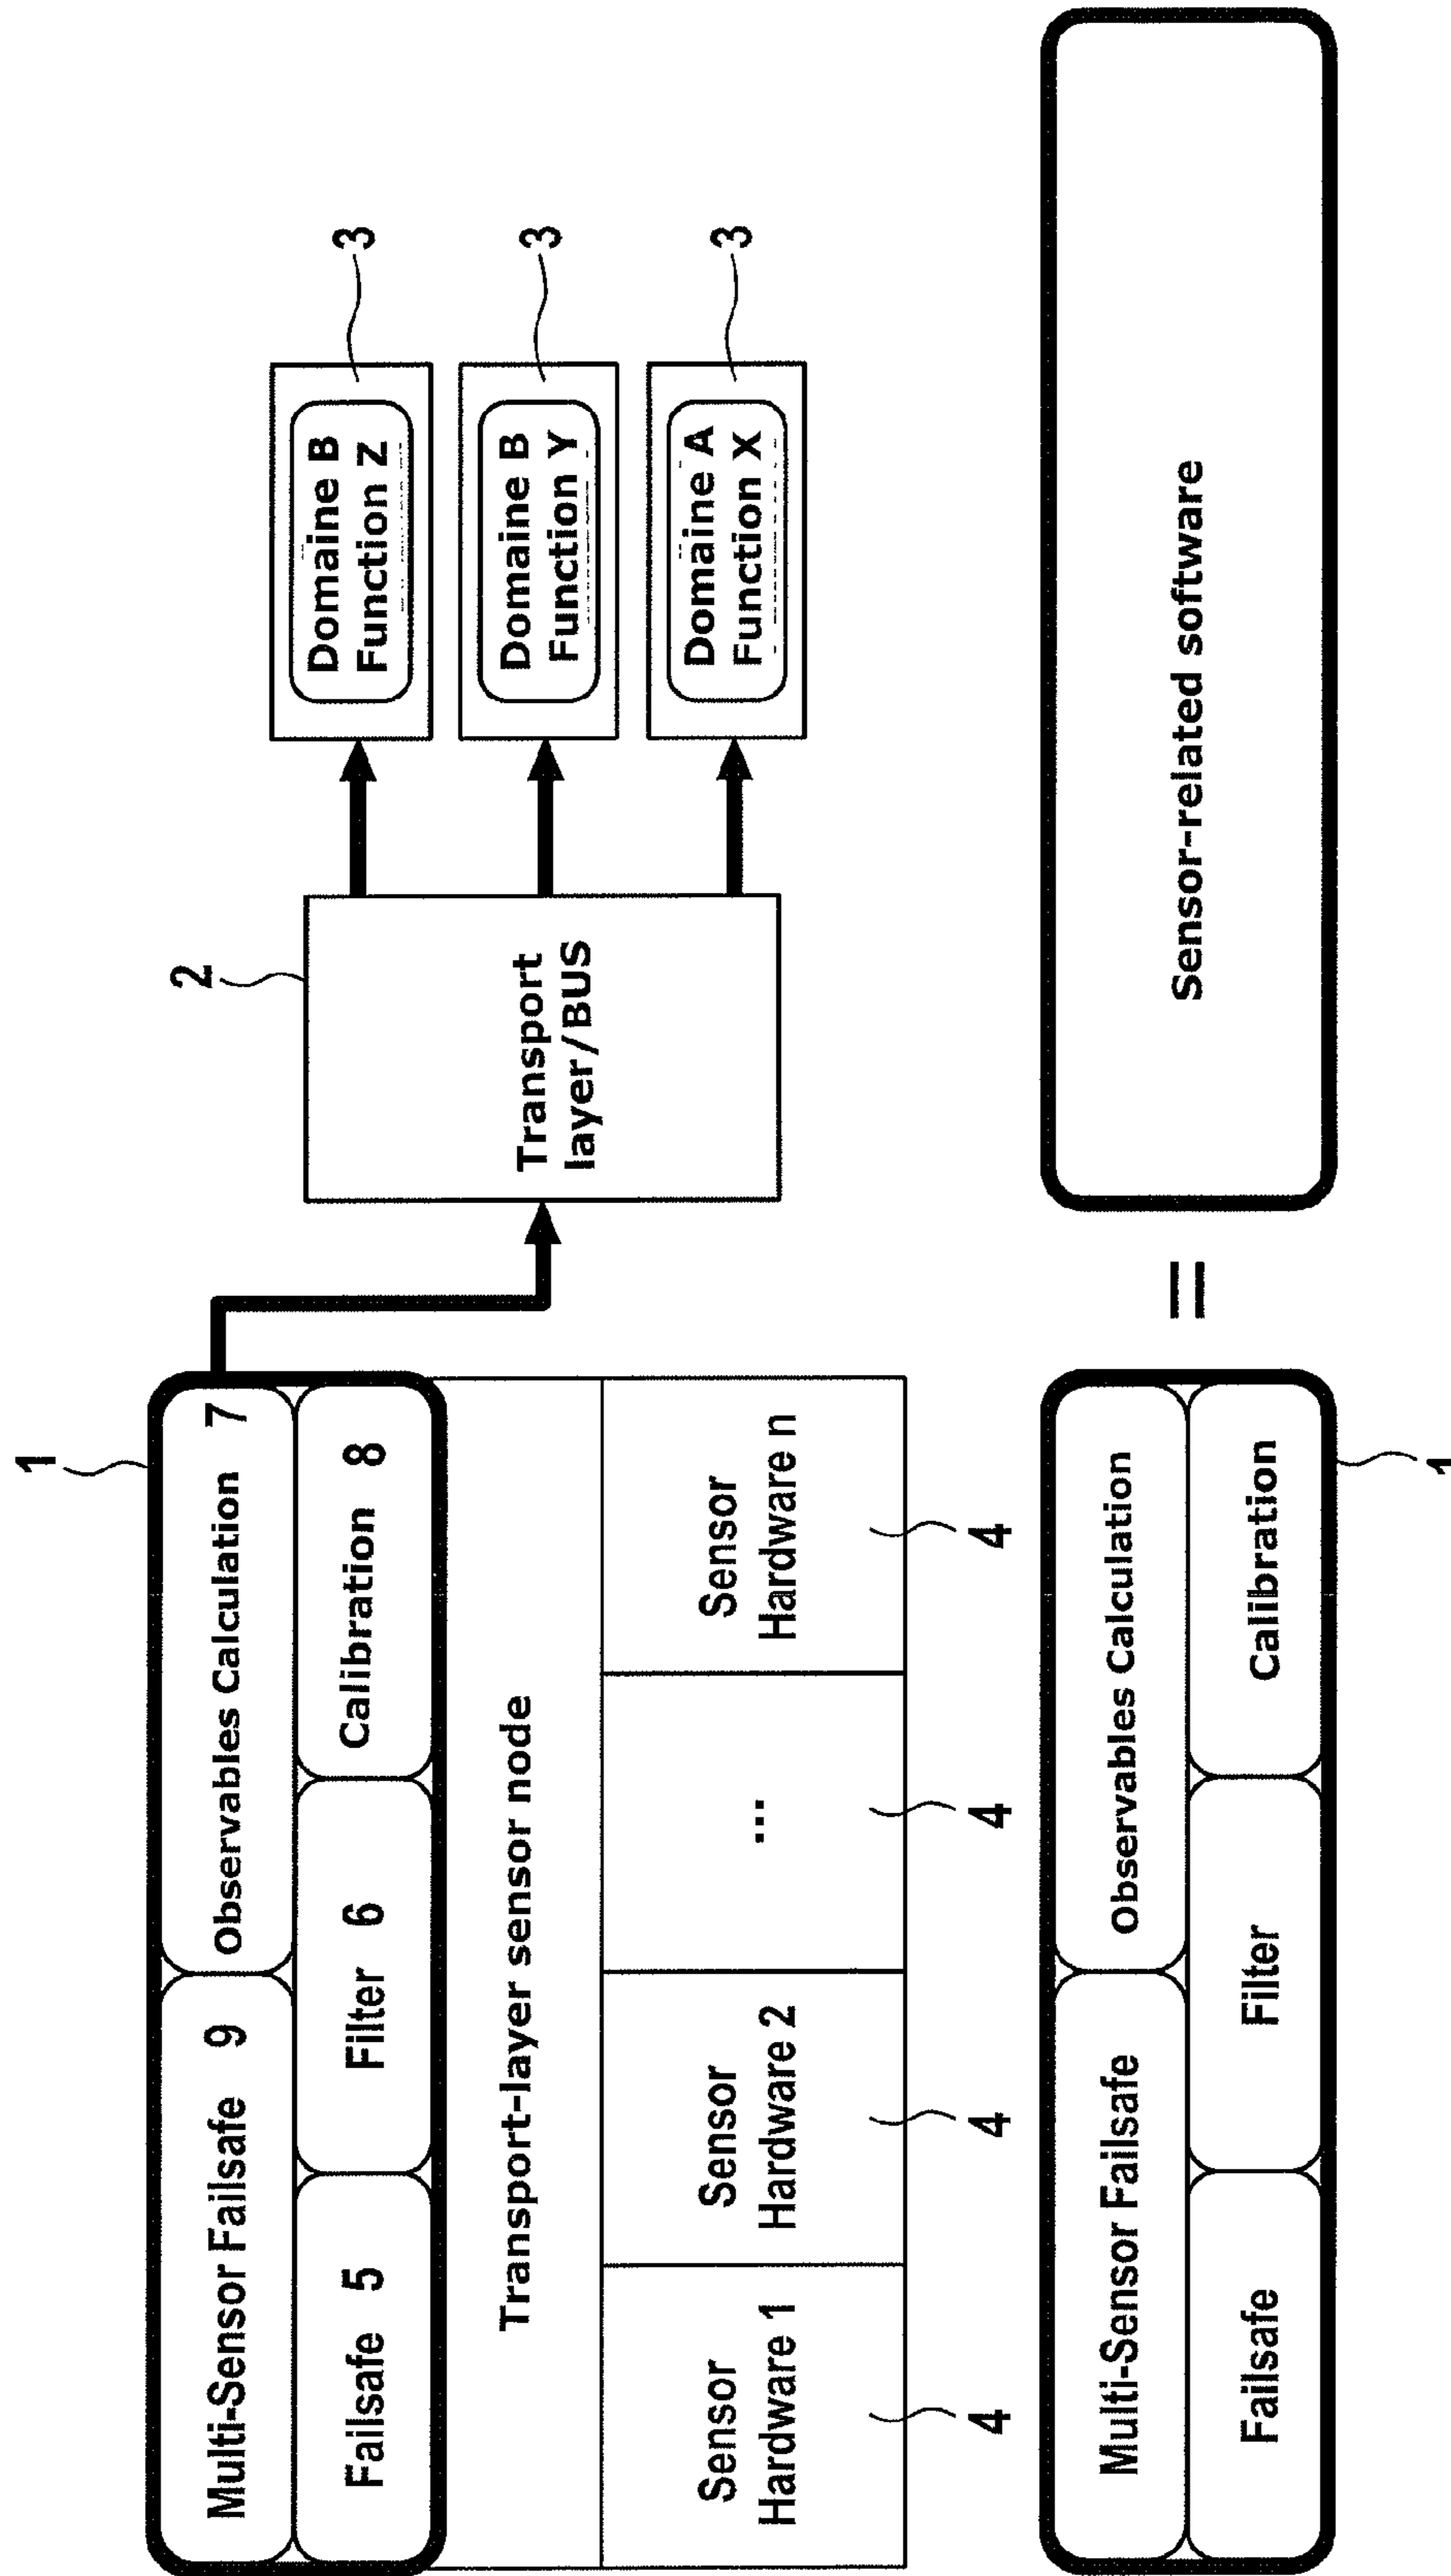 1
Multi-Sensor Failsafe 9
Observables Calculation 7
Failsafe 5
Filter 6
Calibration 8
Transport-layer sensor node
Sensor
Hardware 1
Sensor
Hardware 2
...
Sensor
Hardware n
4
4
4
4
2
Transport
layer/BUS
Domaine B
Function Z
3
Domaine B
Function Y
3
Domaine A
Function X
3
Multi-Sensor Failsafe
Observables Calculation
Failsafe
Filter
Calibration
1
=
Sensor-related software